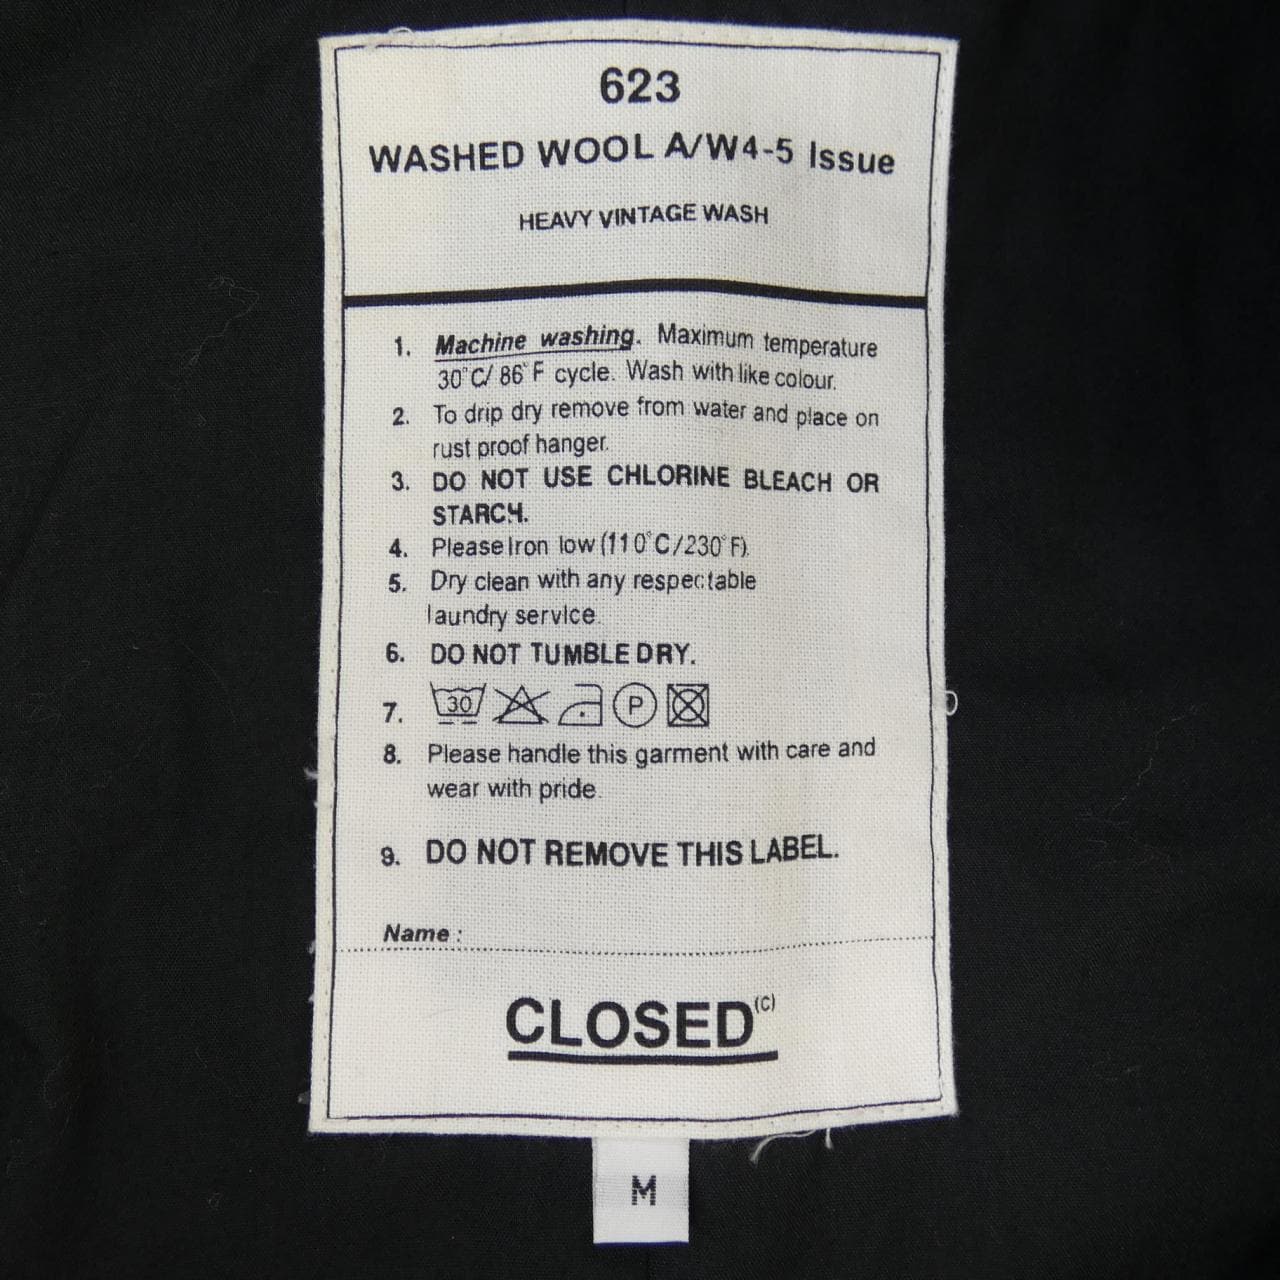 623
WASHED WOOL A/W4-5 Issue
HEAVY VINTAGE WASH
1. Machine washing. Maximum temperature
30°C/ 86°F cycle. Wash with like colour.
2. To drip dry remove from water and place on
rust proof hanger.
3. DO NOT USE CHLORINE BLEACH OR
STARCH.
4. Please Iron low (110°C/230°F).
5. Dry clean with any respectable
laundry service.
6. DO NOT TUMBLE DRY.
7. 30 P
8. Please handle this garment with care and
wear with pride.
9. DO NOT REMOVE THIS LABEL.
Name :
CLOSED(C)
M